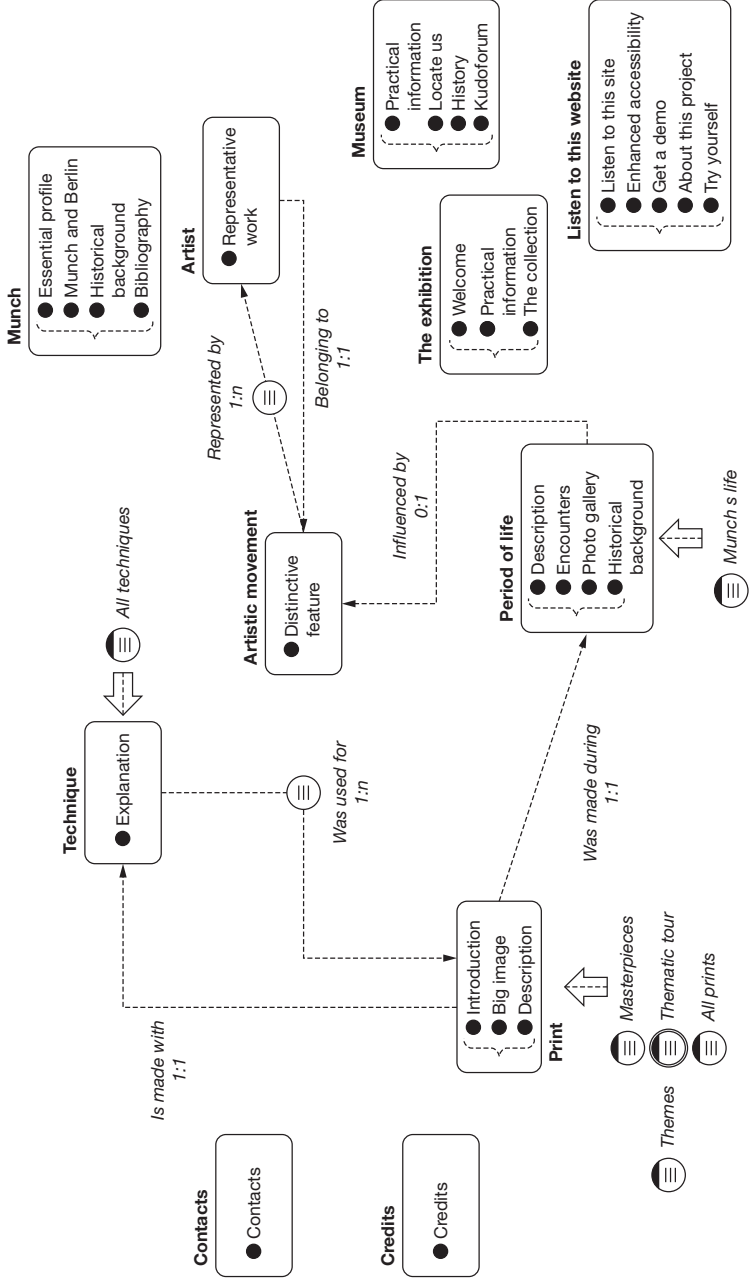 Munch
Essential profile
Munch and Berlin
Historical
background
Bibliography
Artist
Representative
work
Museum
Practical
information
Locate us
History
Kudoforum
Listen to this website
Listen to this site
Enhanced accessibility
Get a demo
About this project
Try yourself
The exhibition
Welcome
Practical
information
The collection
Represented by
1:n
Belonging to
1:1
All techniques
Artistic movement
Distinctive
feature
Influenced by
0:1
Period of life
Description
Encounters
Photo gallery
Historical
background
Munch s life
Technique
Explanation
Was used for
1:n
Was made during
1:1
Is made with
1:1
Introduction
Big image
Description
Print
Masterpieces
Thematic tour
All prints
Themes
Contacts
Contacts
Credits
Credits